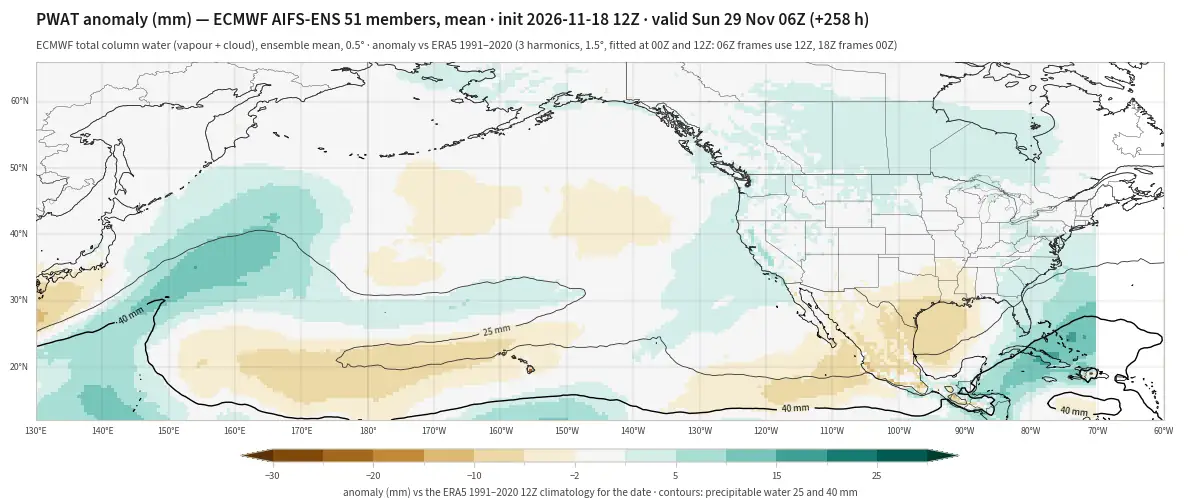 PWAT anomaly (mm) — ECMWF AIFS-ENS 51 members, mean · init 2026-11-18 12Z · valid Sun 29 Nov 06Z (+258 h)
ECMWF total column water (vapour + cloud), ensemble mean, 0.5° · anomaly vs ERA5 1991–2020 (3 harmonics, 1.5°, fitted at 00Z and 12Z: 06Z frames use 12Z, 18Z frames 00Z)
60°N
50°N
40°N
30°N
20°N
40 mm
25 mm
40 mm
40 mm
130°E 140°E 150°E 160°E 170°E 180° 170°W 160°W 150°W 140°W 130°W 120°W 110°W 100°W 90°W 80°W 70°W 60°W
−30 −20 −10 −2 5 15 25
anomaly (mm) vs the ERA5 1991–2020 12Z climatology for the date · contours: precipitable water 25 and 40 mm